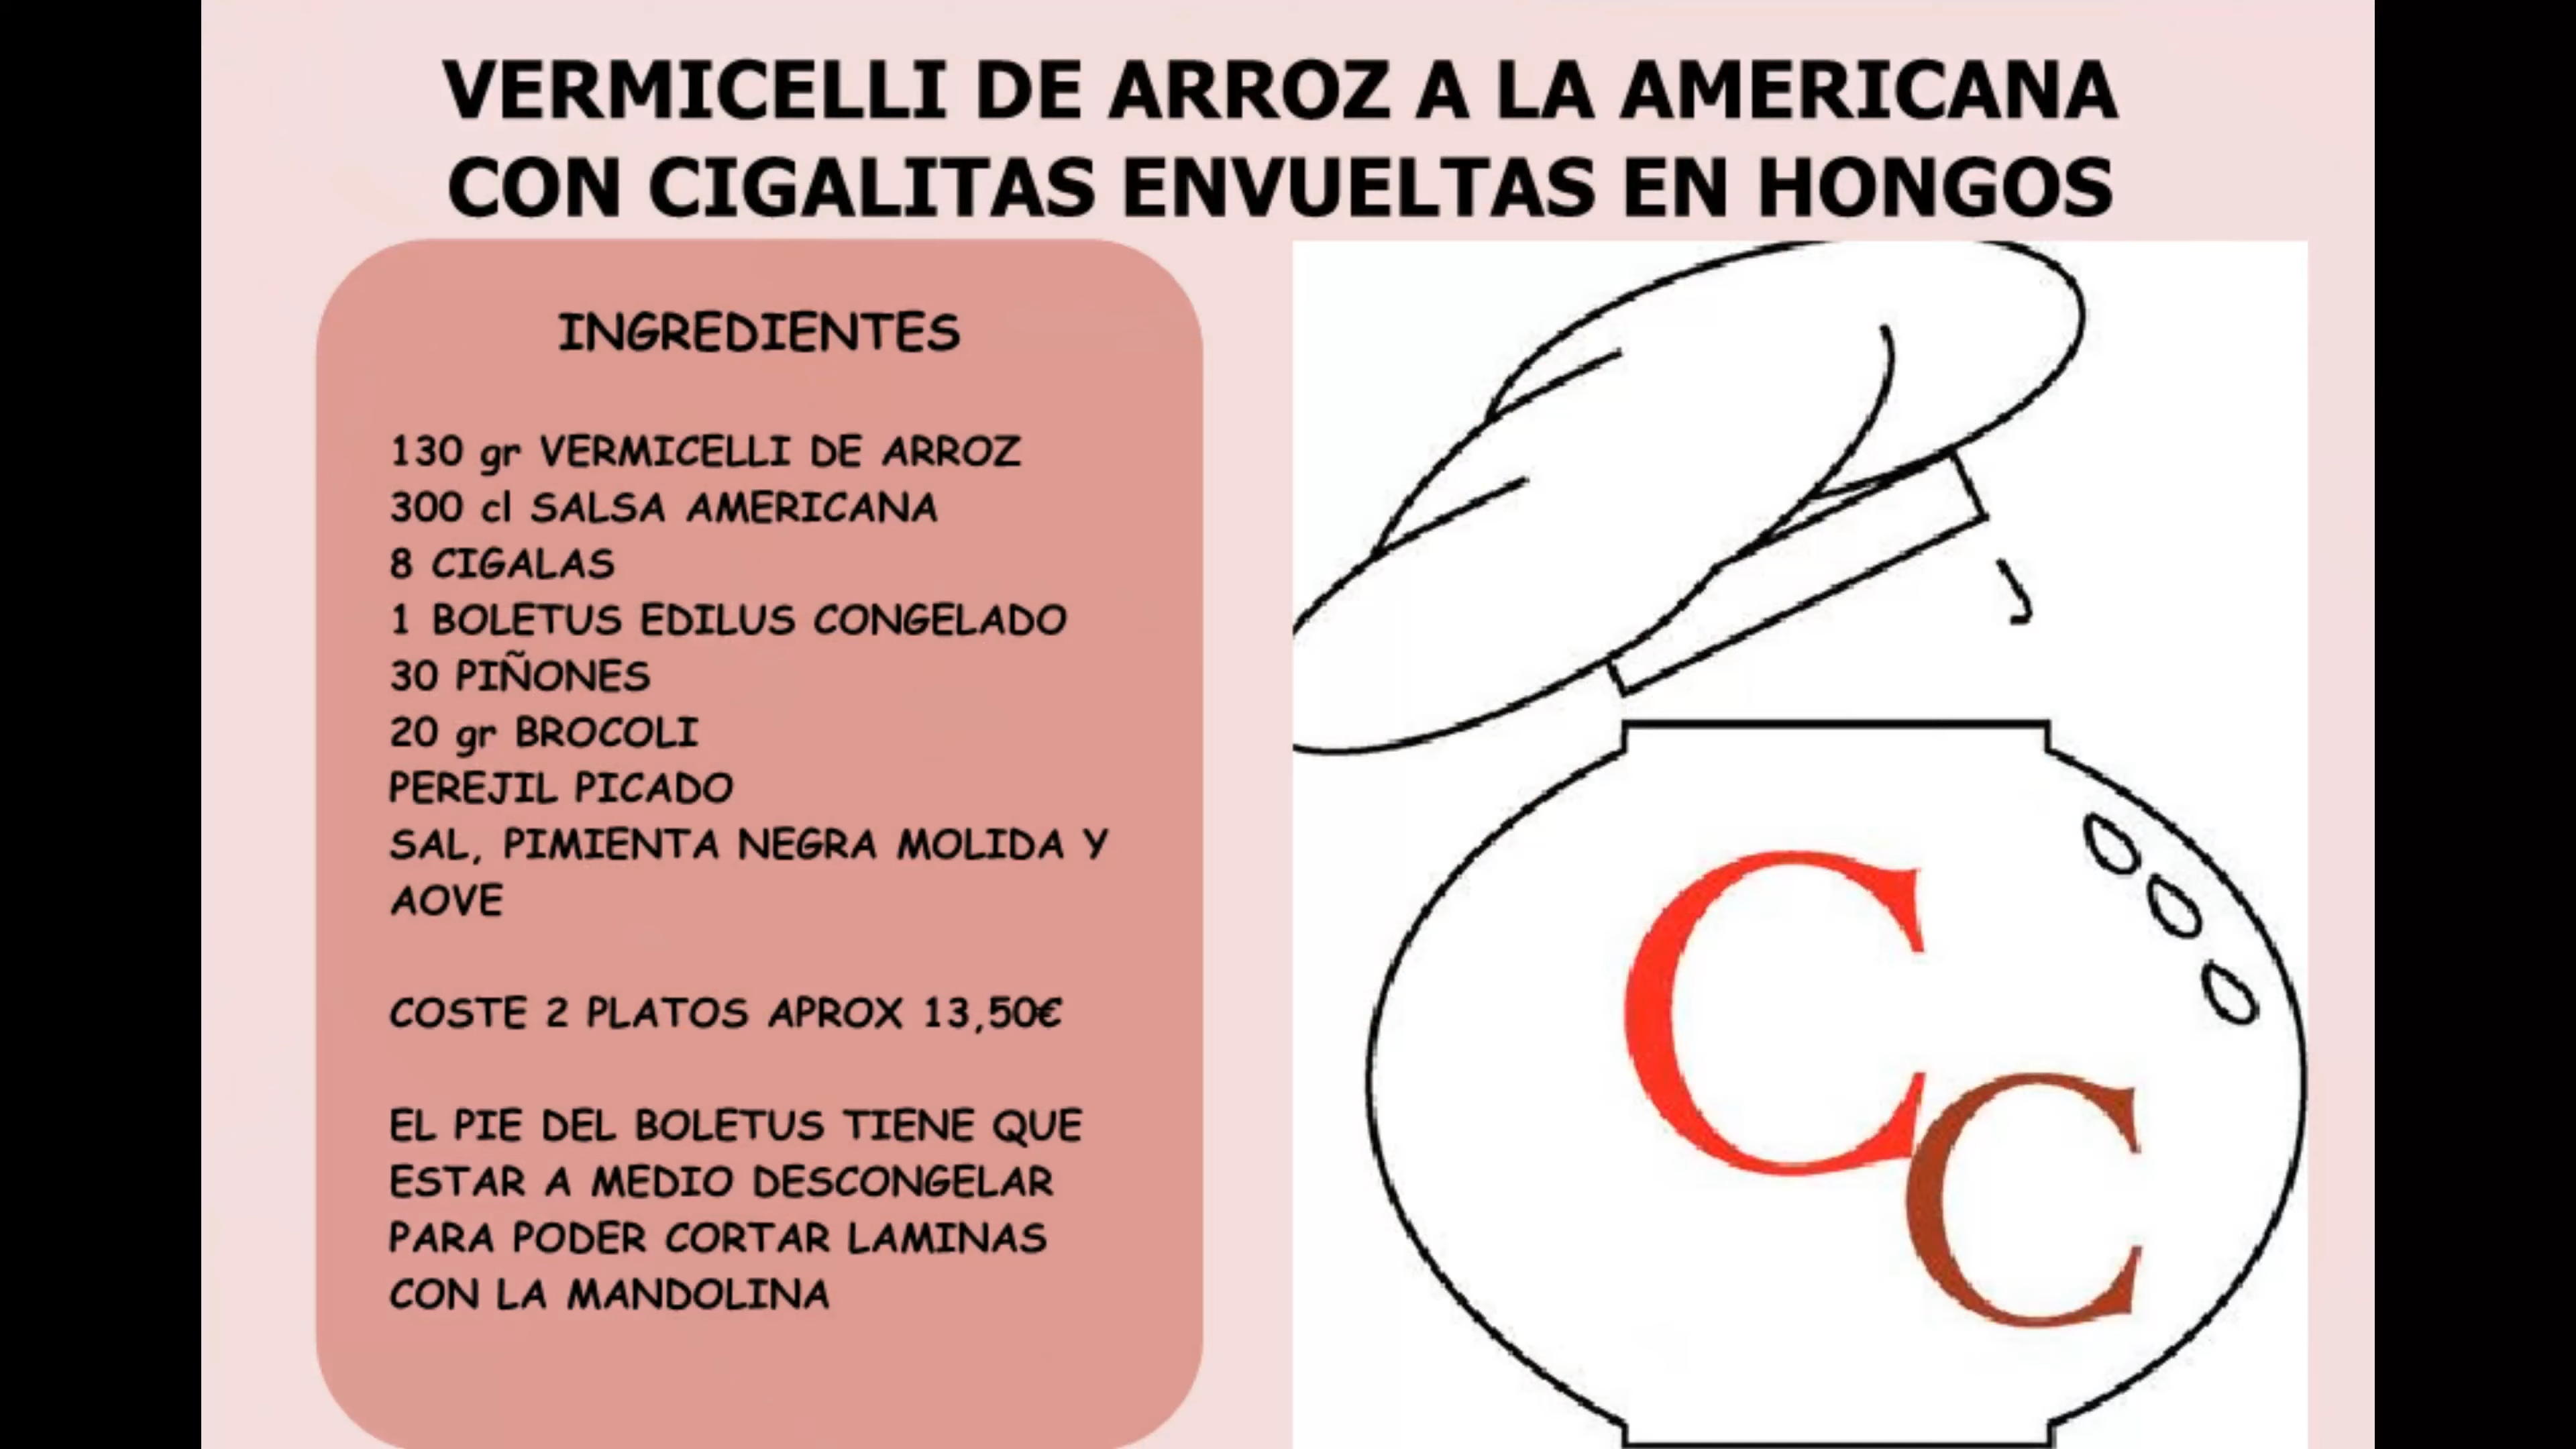 VERMICELLI DE ARROZ A LA AMERICANA
CON CIGALITAS ENVUELTAS EN HONGOS
INGREDIENTES
130 gr VERMICELLI DE ARROZ
300 cl SALSA AMERICANA
8 CIGALAS
1 BOLETUS EDILUS CONGELADO
30 PIÑONES
20 gr BROCOLI
PEREJIL PICADO
SAL, PIMIENTA NEGRA MOLIDA Y
AOVE
COSTE 2 PLATOS APROX 13,50€
EL PIE DEL BOLETUS TIENE QUE
ESTAR A MEDIO DESCONGELAR
PARA PODER CORTAR LAMINAS
CON LA MANDOLINA
C
C